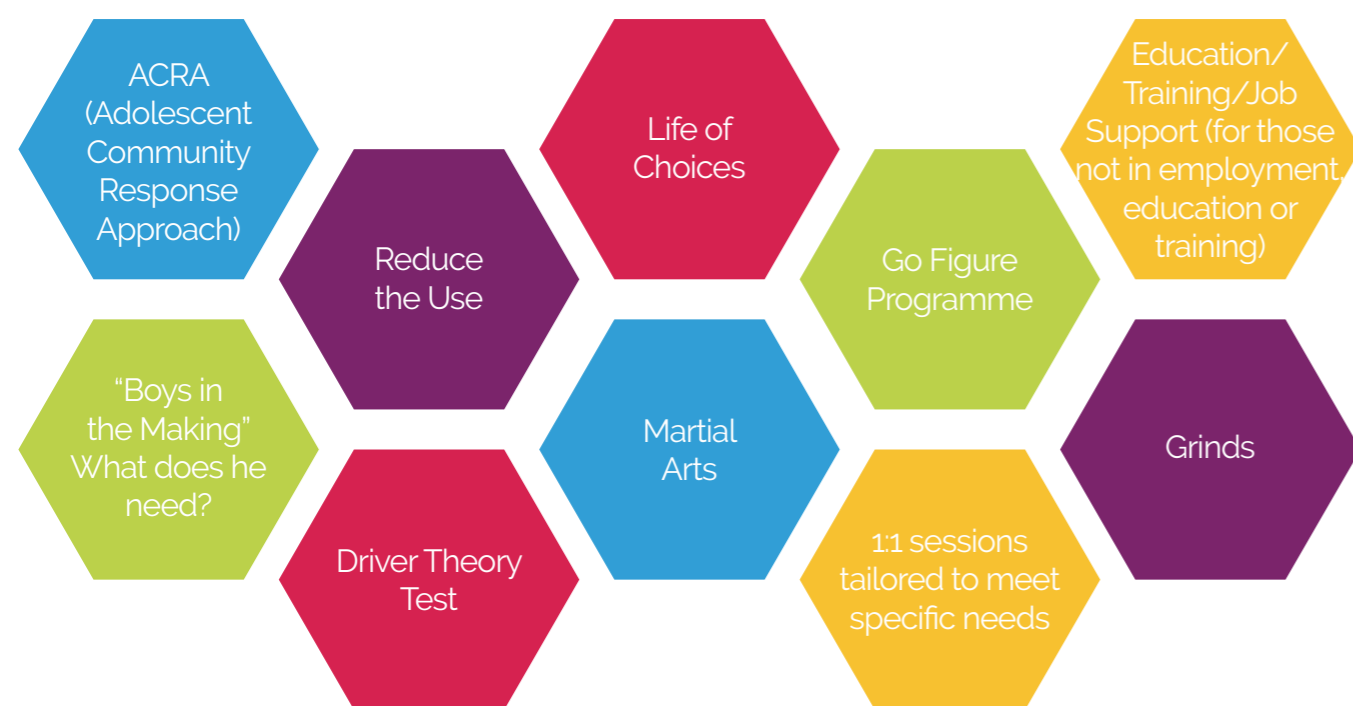 ACRA
(Adolescent
Community
Response
Approach)
Reduce
the Use
Life of
Choices
Go Figure
Programme
Education/
Training/Job
Support (for those
not in employment,
education or
training)
“Boys in
the Making”
What does he
need?
Driver Theory
Test
Martial
Arts
1:1 sessions
tailored to meet
specific needs
Grinds